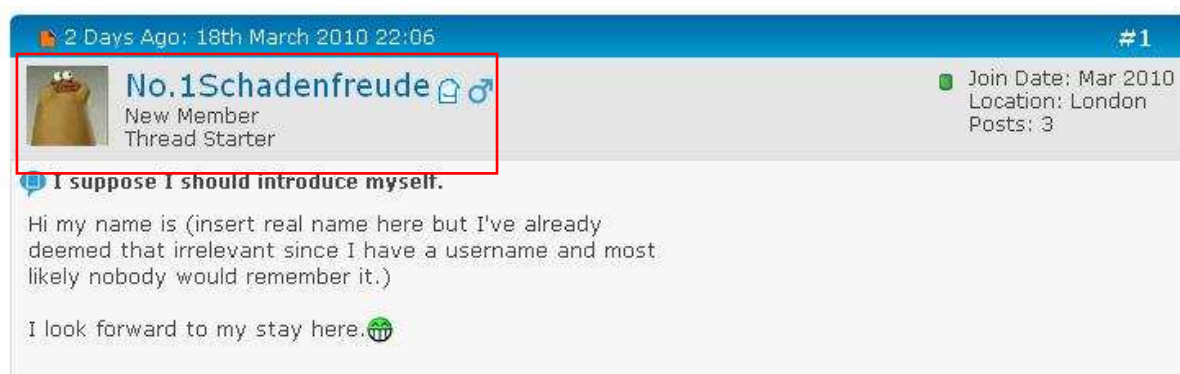 2 Days Ago: 18th March 2010 22:06
#1
No.1Schadenfreude
New Member
Thread Starter
Join Date: Mar 2010
Location: London
Posts: 3
I suppose I should introduce myself.
Hi my name is (insert real name here but I've already
deemed that irrelevant since I have a username and most
likely nobody would remember it.)
I look forward to my stay here.